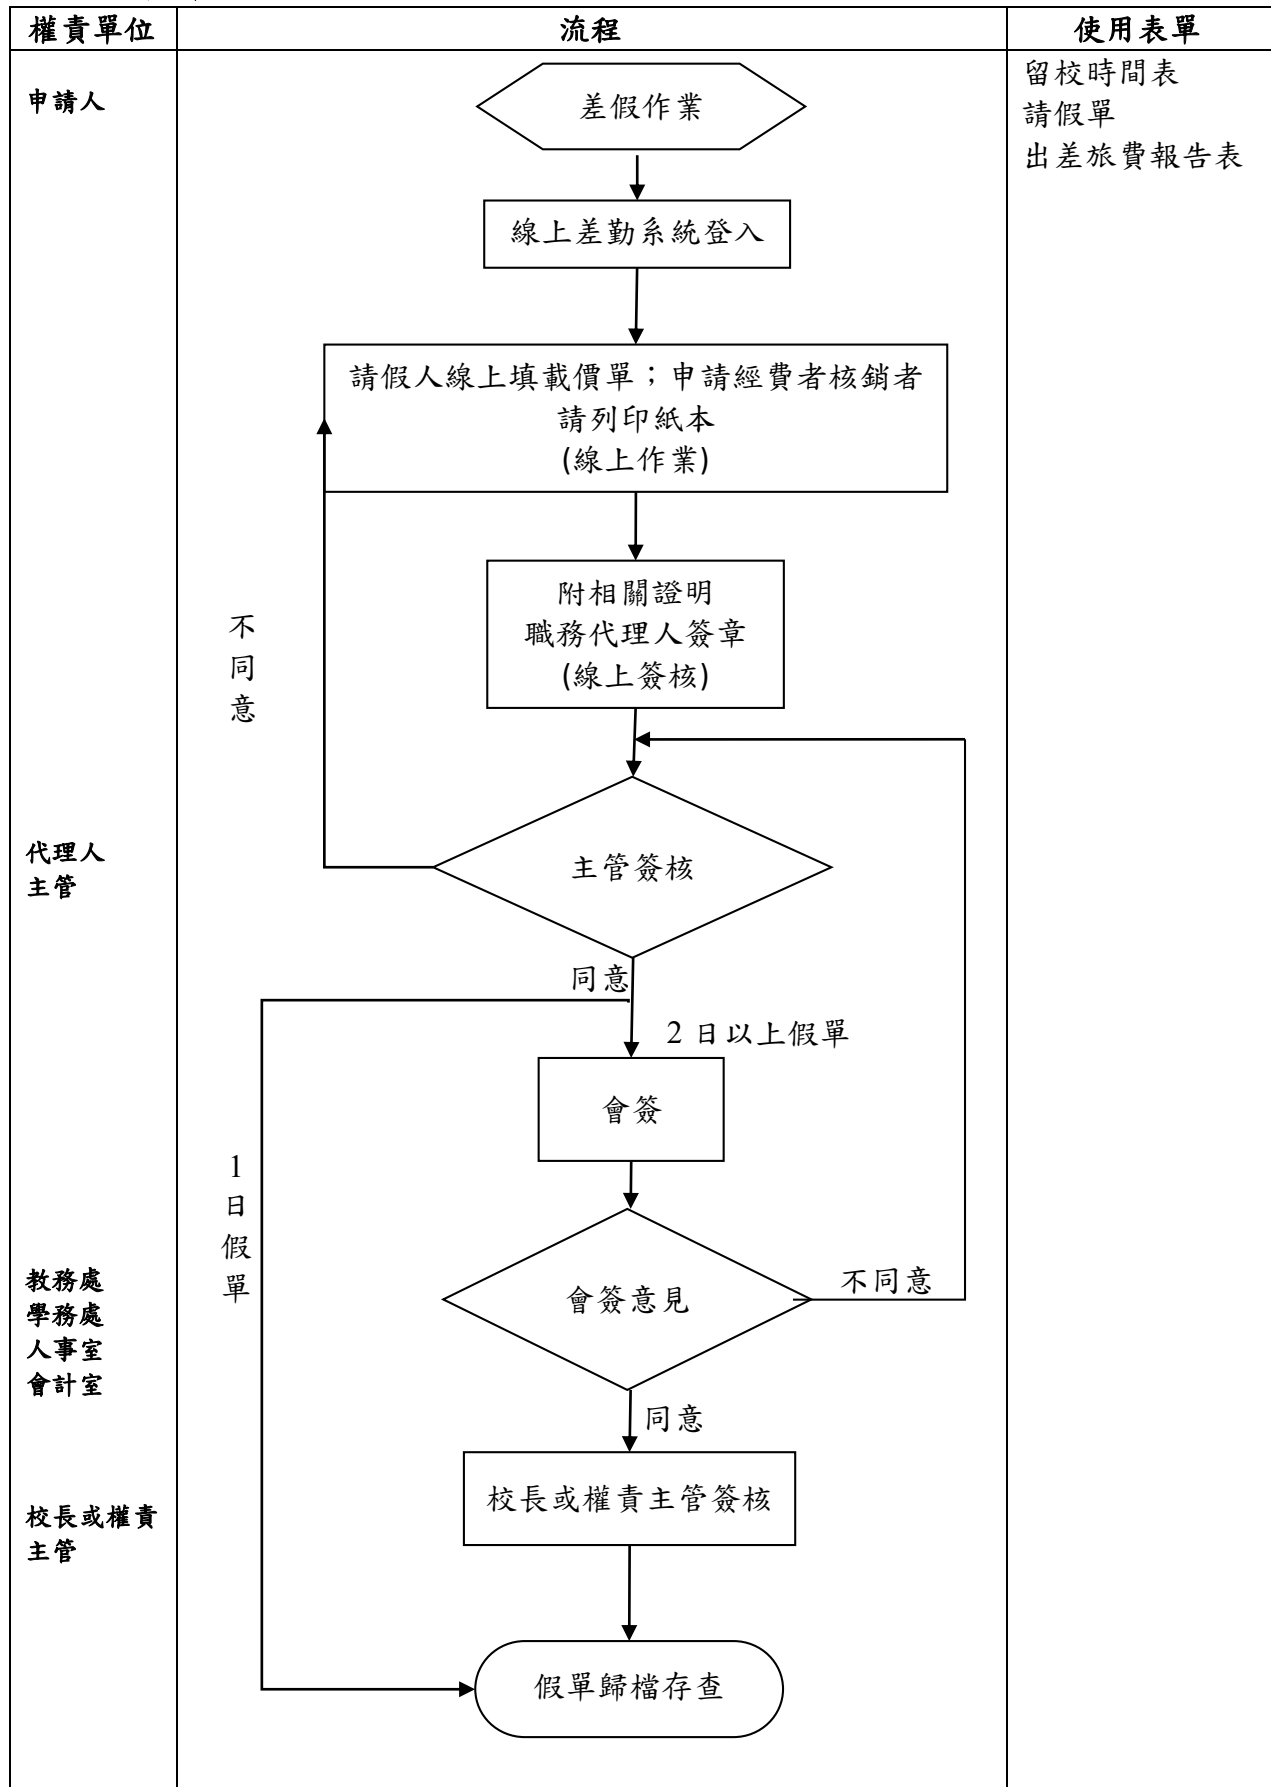 權責單位
流程
使用表單
申請人
差假作業
留校時間表
請假單
出差旅費報告表
線上差勤系統登入
請假人線上填載價單；申請經費者核銷者
請列印紙本
(線上作業)
附相關證明
職務代理人簽章
(線上簽核)
不
同
意
代理人
主管
主管簽核
同意
2 日以上假單
會簽
1
日
假
單
教務處
學務處
人事室
會計室
會簽意見
不同意
同意
校長或權責
主管
校長或權責主管簽核
假單歸檔存查